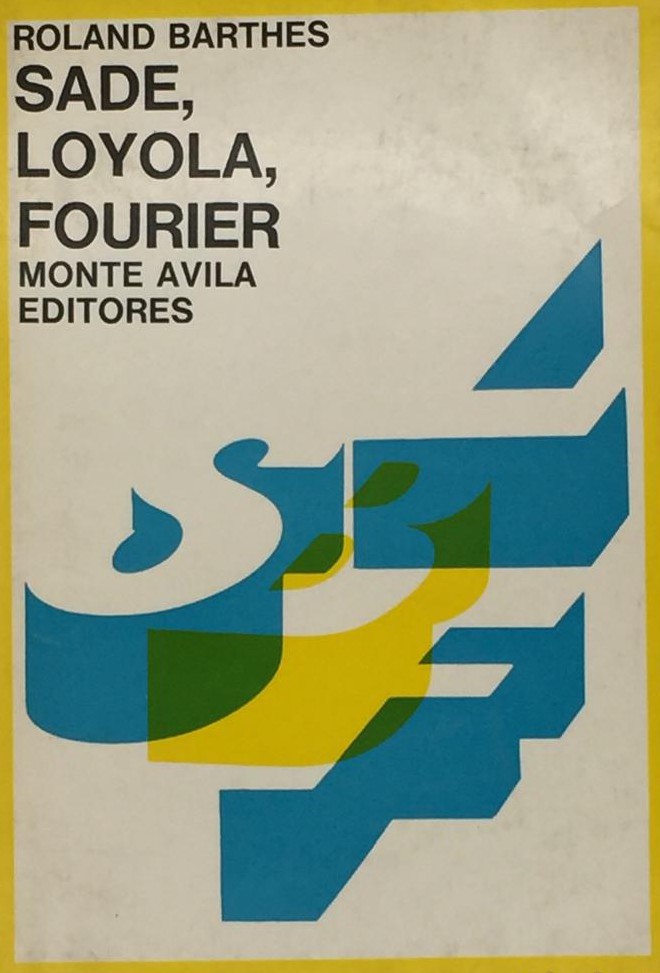 ROLAND BARTHES
SADE,
LOYOLA,
FOURIER
MONTE AVILA
EDITORES
S L
B
F